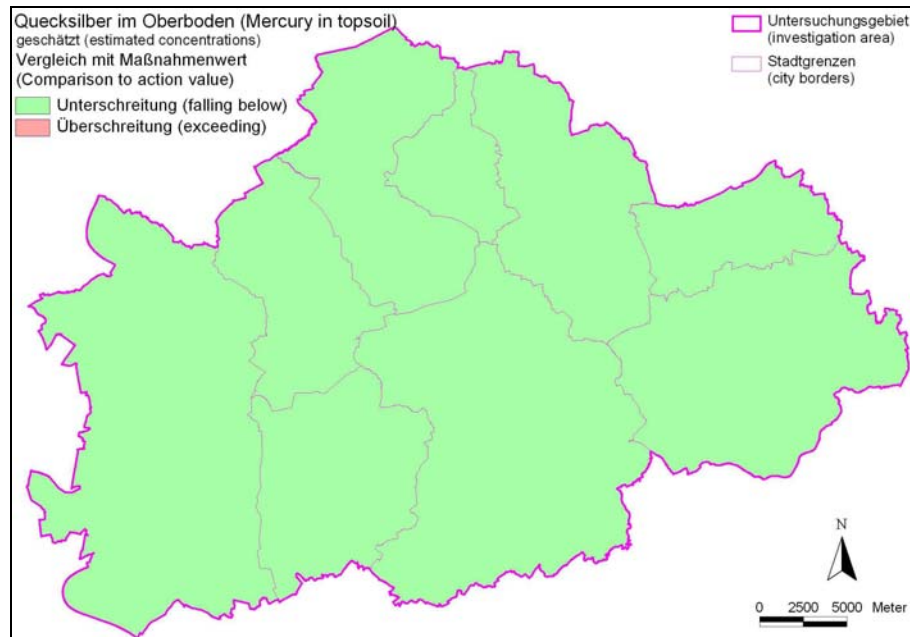 Quecksilber im Oberboden (Mercury in topsoil)
geschätzt (estimated concentrations)
Vergleich mit Maßnahmenwert
(Comparison to action value)
Unterschreitung (falling below)
Überschreitung (exceeding)
Untersuchungsgebiet
(investigation area)
Stadtgrenzen
(city borders)
N
0 2500 5000 Meter